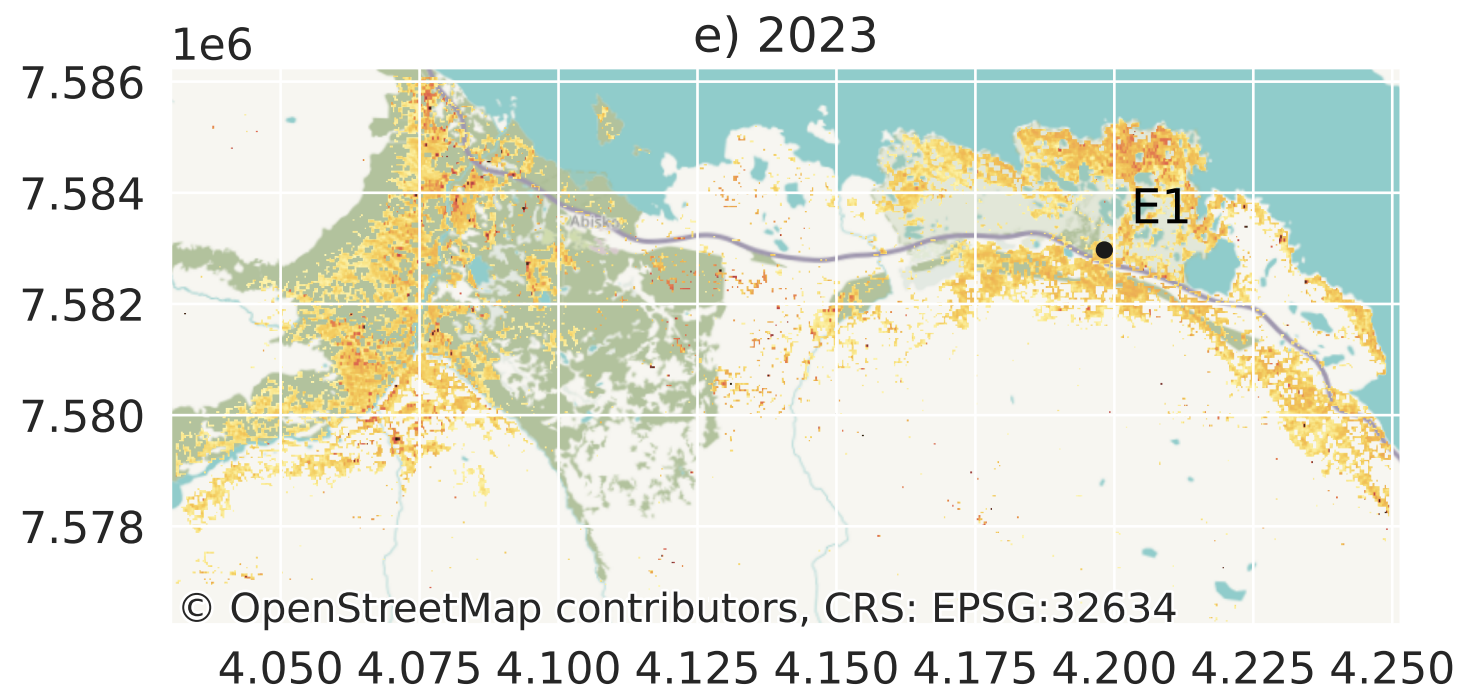 e) 2023
1e6
7.586
7.584
E1
Abisko
7.582
7.580
7.578
© OpenStreetMap contributors, CRS: EPSG:32634
4.050 4.075 4.100 4.125 4.150 4.175 4.200 4.225 4.250